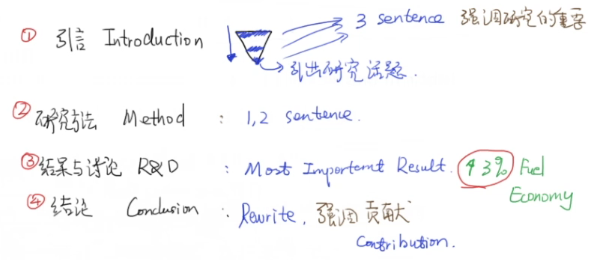 ① 引言 Introduction 3 sentence 强调研究的重要
引出研究话题.
② 研究方法 Method : 1,2 sentence.
③ 结果与讨论 R&D : Most Important Result. 43% Fuel
Economy
④ 结论 Conclusion : Rewrite, 强调 贡献
Contribution.